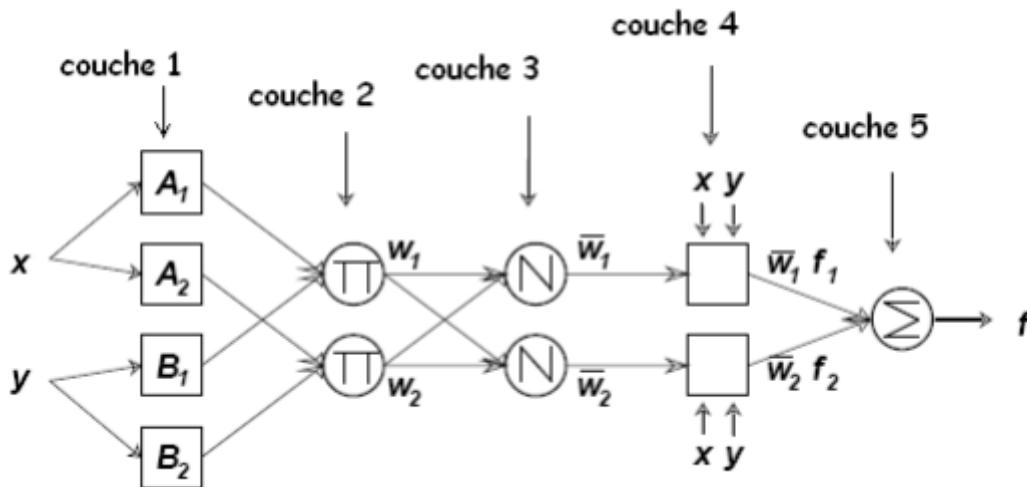 couche 4
couche 1
couche 3
couche 2
couche 5
x y
A₁
x
A₂
Π w₁ N w̅₁ w̅₁ f₁
Σ f
y
B₁
Π w₂ N w̅₂ w̅₂ f₂
B₂
x y